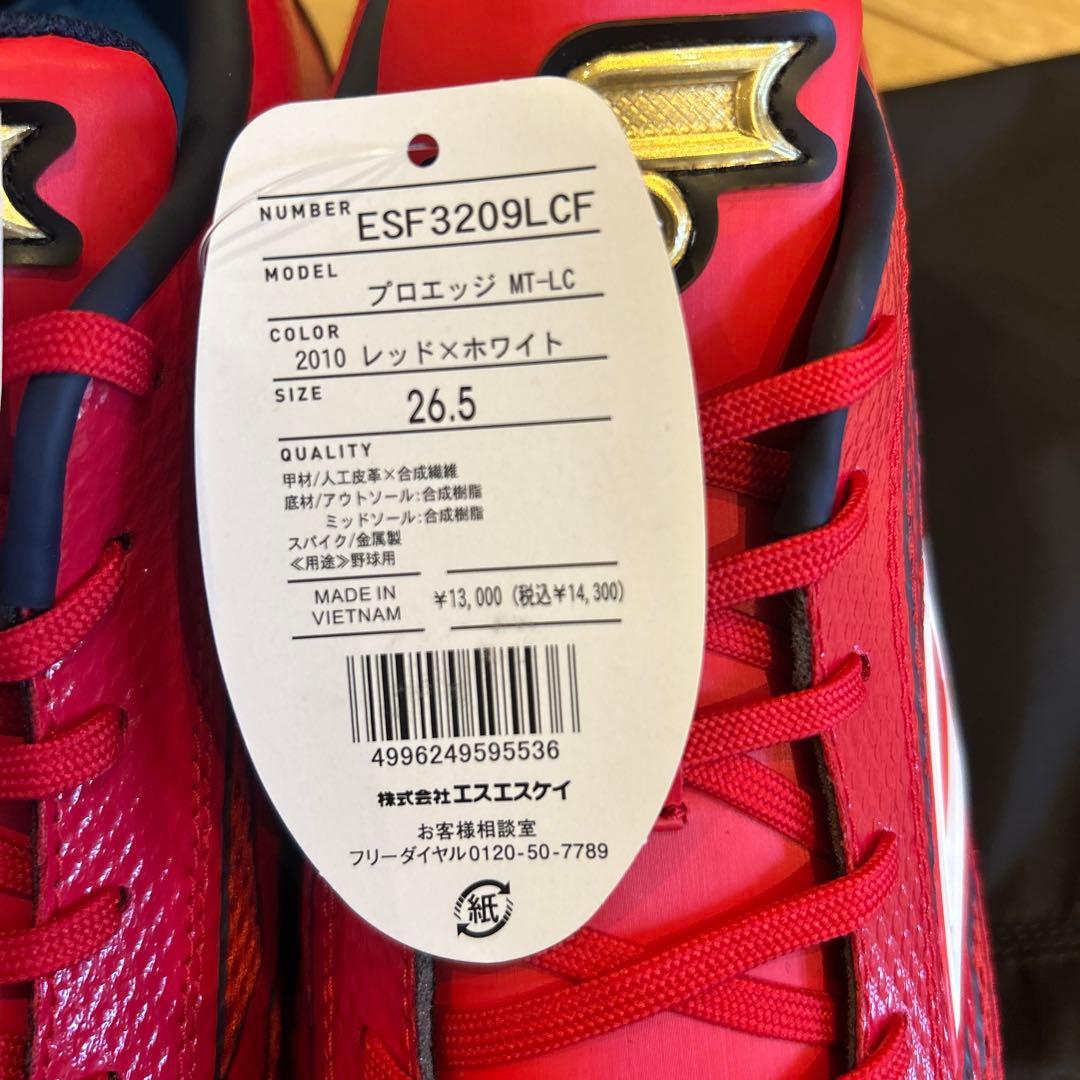 NUMBER ESF3209LCF
MODEL プロエッジ MT-LC
COLOR 2010 レッド×ホワイト
SIZE 26.5
QUALITY
甲材/人工皮革×合成繊維
底材/アウトソール:合成樹脂
ミッドソール:合成樹脂
スパイク/金属製
≪用途≫野球用
MADE IN
VIETNAM
¥13,000 (税込¥14,300)
4996249595536
株式会社エスエスケイ
お客様相談室
フリーダイヤル0120-50-7789
紙